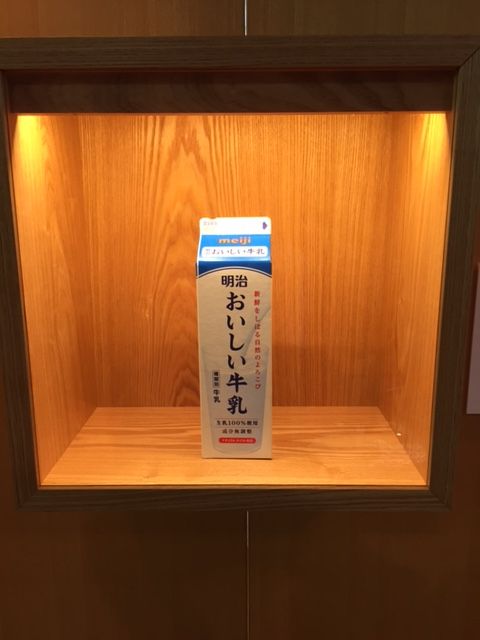 meiji
おいしい牛乳
明治
おいしい牛乳
新鮮をしぼる自然のよろこび
種類別 牛乳
生乳100%使用
成分無調整